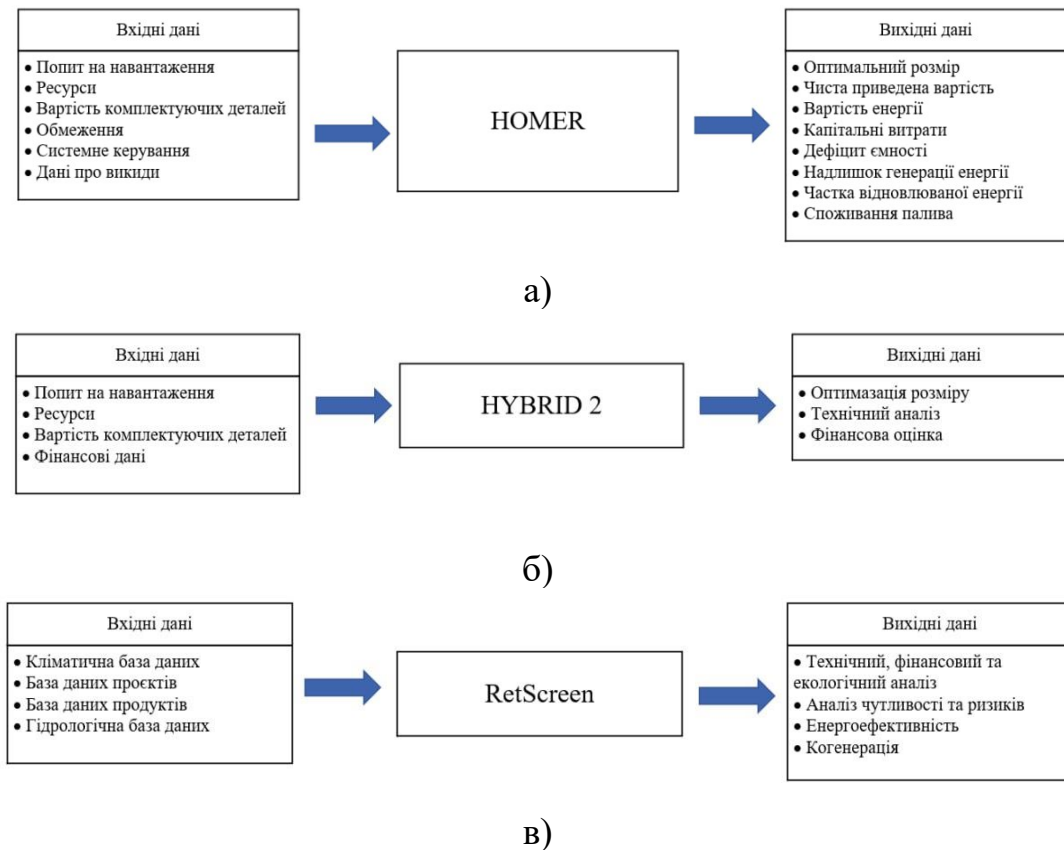 Вхідні дані
• Попит на навантаження
• Ресурси
• Вартість комплектуючих деталей
• Обмеження
• Системне керування
• Дані про викиди
HOMER
Вихідні дані
• Оптимальний розмір
• Чиста приведена вартість
• Вартість енергії
• Капітальні витрати
• Дефіцит ємності
• Надлишок генерації енергії
• Частка відновлюваної енергії
• Споживання палива
а)
Вхідні дані
• Попит на навантаження
• Ресурси
• Вартість комплектуючих деталей
• Фінансові дані
HYBRID 2
Вихідні дані
• Оптимазація розміру
• Технічний аналіз
• Фінансова оцінка
б)
Вхідні дані
• Кліматична база даних
• База даних проєктів
• База даних продуктів
• Гідрологічна база даних
RetScreen
Вихідні дані
• Технічний, фінансовий та
екологічний аналіз
• Аналіз чутливості та ризиків
• Енергоефективність
• Когенерація
в)